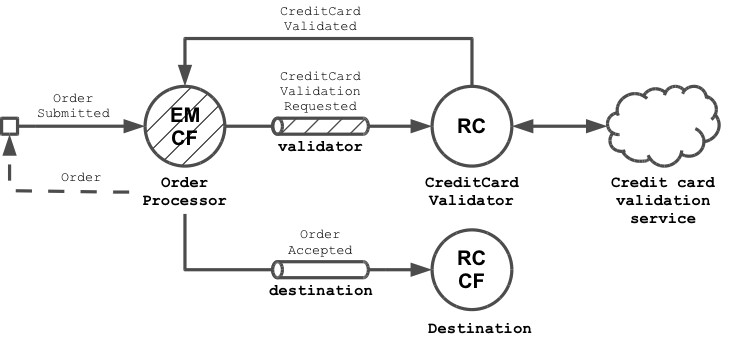 CreditCard
Validated
Order
Submitted
EM
CF
CreditCard
Validation
Requested
validator
RC
Order
Order
Processor
CreditCard
Validator
Credit card
validation
service
Order
Accepted
destination
RC
CF
Destination